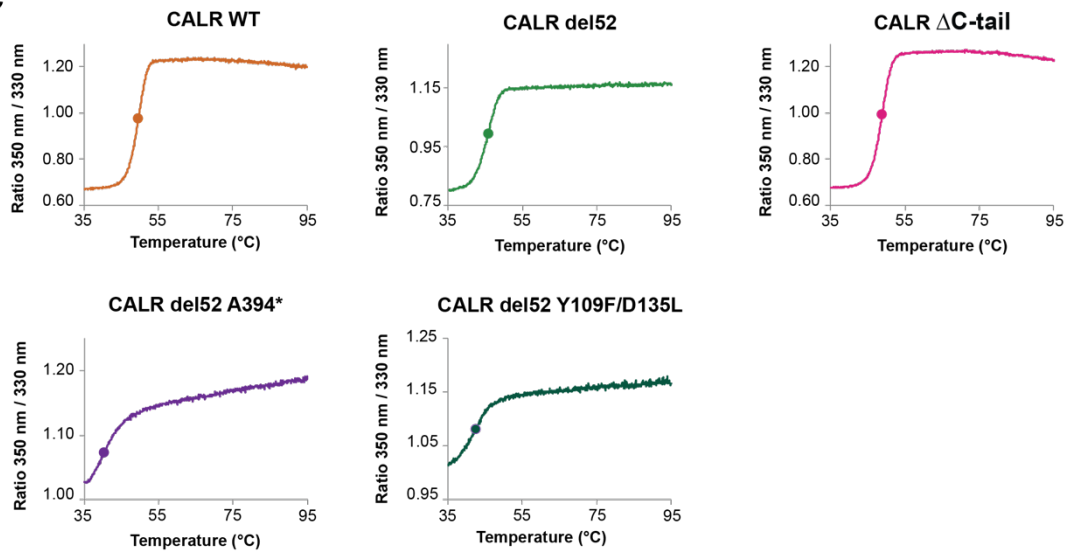 CALR WT
Ratio 350 nm / 330 nm
1.20
1.00
0.80
0.60
35
55
75
95
Temperature (°C)
CALR del52
Ratio 350 nm / 330 nm
1.15
0.95
0.75
35
55
75
95
Temperature (°C)
CALR ΔC-tail
Ratio 350 nm / 330 nm
1.20
1.00
0.80
0.60
35
55
75
95
Temperature (°C)
CALR del52 A394*
Ratio 350 nm / 330 nm
1.20
1.10
1.00
35
55
75
95
Temperature (°C)
CALR del52 Y109F/D135L
Ratio 350 nm / 330 nm
1.25
1.15
1.05
0.95
35
55
75
95
Temperature (°C)